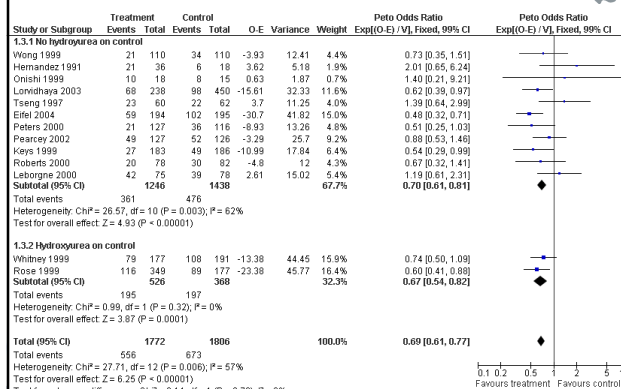 Treatment Control Peto Odds Ratio Peto Odds Ratio
Study or Subgroup Events Total Events Total O-E Variance Weight Exp[(O-E) / V], Fixed, 99% CI Exp[(O-E) / V], Fixed, 99% CI
1.3.1 No hydroyurea on control
Wong 1999 21 110 34 110 -3.93 12.41 4.4% 0.73 [0.35, 1.51]
Hernandez 1991 21 36 6 18 3.62 5.18 1.8% 2.01 [0.65, 6.24]
Onishi 1999 10 18 8 15 0.63 1.87 0.7% 1.40 [0.21, 9.21]
Lorvidhaya 2003 68 238 98 450 -15.61 32.33 11.6% 0.62 [0.39, 0.97]
Tseng 1997 23 60 22 62 3.7 11.25 4.0% 1.39 [0.64, 2.99]
Eifel 2004 59 194 102 195 -30.7 41.82 15.0% 0.48 [0.32, 0.71]
Peters 2000 21 127 36 116 -8.93 13.26 4.7% 0.51 [0.25, 1.03]
Pearcey 2002 49 127 52 126 -3.29 25.7 9.2% 0.88 [0.53, 1.46]
Keys 1999 27 183 49 186 -10.99 17.84 6.4% 0.54 [0.29, 0.99]
Roberts 2000 20 78 30 82 -4.8 12 4.3% 0.67 [0.32, 1.41]
Leborgne 2000 42 75 39 78 2.61 15.02 5.4% 1.19 [0.61, 2.31]
Subtotal (95% CI) 1246 1438 67.7% 0.70 [0.61, 0.81]
Total events 361 476
Heterogeneity: Chi² = 26.57, df = 10 (P = 0.003); I² = 62%
Test for overall effect: Z = 4.93 (P < 0.00001)
1.3.2 Hydroxyurea on control
Whitney 1999 79 177 108 191 -13.38 44.45 15.9% 0.74 [0.50, 1.09]
Rose 1999 116 349 89 177 -23.38 45.77 16.4% 0.60 [0.41, 0.88]
Subtotal (95% CI) 526 368 32.3% 0.67 [0.54, 0.82]
Total events 195 197
Heterogeneity: Chi² = 0.99, df = 1 (P = 0.32); I² = 0%
Test for overall effect: Z = 3.87 (P = 0.0001)
Total (95% CI) 1772 1806 100.0% 0.69 [0.61, 0.77]
Total events 556 673
Heterogeneity: Chi² = 27.71, df = 12 (P = 0.006); I² = 57%
Test for overall effect: Z = 6.25 (P < 0.00001)
0.1 0.2 0.5 1 2 5
Favours treatment Favours control